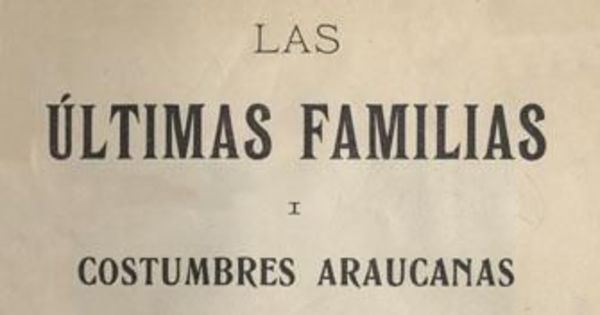 LAS
ÚLTIMAS FAMILIAS
I
COSTUMBRES ARAUCANAS